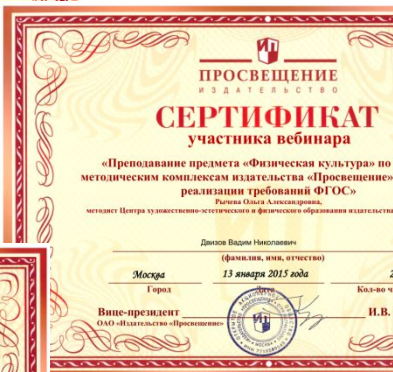 ПРОСВЕЩЕНИЕ
ИЗДАТЕЛЬСТВО
СЕРТИФИКАТ
участника вебинара
«Преподавание предмета «Физическая культура» по
методическим комплексам издательства «Просвещение»
реализации требований ФГОС»
Рычева Ольга Александровна,
методист Центра художественно-эстетического и физического образования издательства
Двизов Вадим Николаевич
(фамилия, имя, отчество)
Москва 13 января 2015 года 2
Город Дата Кол-во ч
Вице-президент И.В.
ОАО «Издательство «Просвещение»